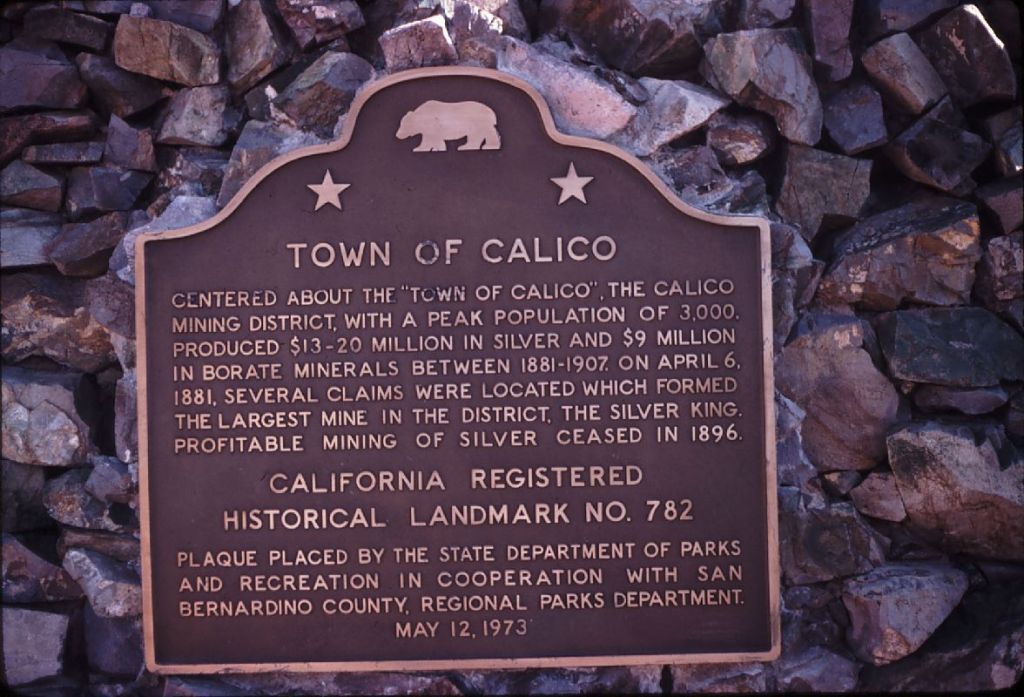 TOWN OF CALICO
CENTERED ABOUT THE "TOWN OF CALICO", THE CALICO
MINING DISTRICT, WITH A PEAK POPULATION OF 3,000.
PRODUCED $13-20 MILLION IN SILVER AND $9 MILLION
IN BORATE MINERALS BETWEEN 1881-1907. ON APRIL 6,
1881, SEVERAL CLAIMS WERE LOCATED WHICH FORMED
THE LARGEST MINE IN THE DISTRICT, THE SILVER KING.
PROFITABLE MINING OF SILVER CEASED IN 1896.
CALIFORNIA REGISTERED
HISTORICAL LANDMARK NO. 782
PLAQUE PLACED BY THE STATE DEPARTMENT OF PARKS
AND RECREATION IN COOPERATION WITH SAN
BERNARDINO COUNTY, REGIONAL PARKS DEPARTMENT.
MAY 12, 1973